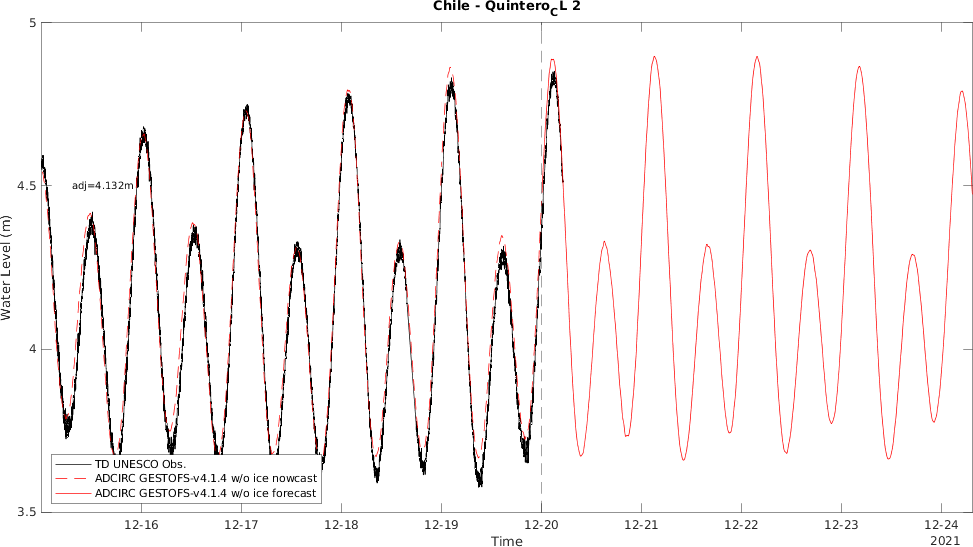 Chile - Quintero_CL 2
5
4.5
4
3.5
Water Level (m)
adj=4.132m
TD UNESCO Obs.
ADCIRC GESTOFS-v4.1.4 w/o ice nowcast
ADCIRC GESTOFS-v4.1.4 w/o ice forecast
12-16 12-17 12-18 12-19 12-20 12-21 12-22 12-23 12-24
Time
2021